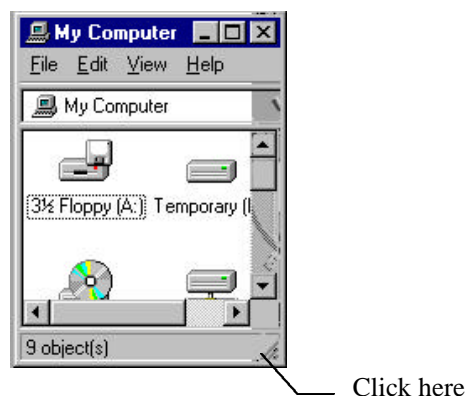 My Computer
File Edit View Help
My Computer
3½ Floppy (A:) Temporary (I
9 object(s)
Click here